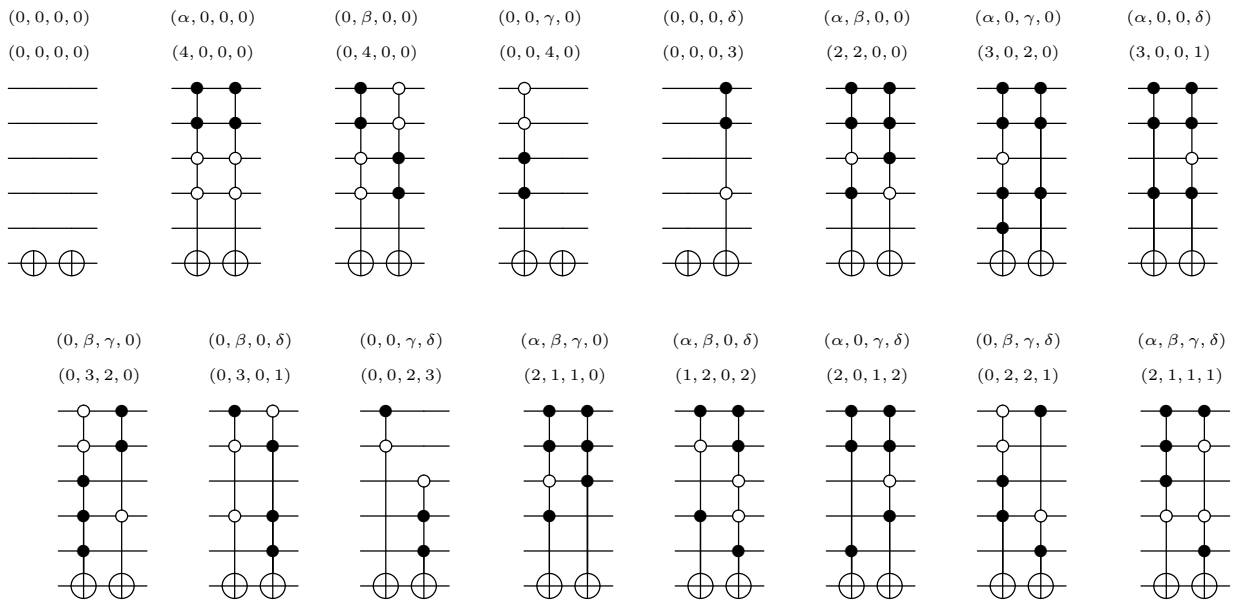 (0, 0, 0, 0) (α, 0, 0, 0) (0, β, 0, 0) (0, 0, γ, 0) (0, 0, 0, δ) (α, β, 0, 0) (α, 0, γ, 0) (α, 0, 0, δ)
(0, 0, 0, 0) (4, 0, 0, 0) (0, 4, 0, 0) (0, 0, 4, 0) (0, 0, 0, 3) (2, 2, 0, 0) (3, 0, 2, 0) (3, 0, 0, 1)
(0, β, γ, 0) (0, β, 0, δ) (0, 0, γ, δ) (α, β, γ, 0) (α, β, 0, δ) (α, 0, γ, δ) (0, β, γ, δ) (α, β, γ, δ)
(0, 3, 2, 0) (0, 3, 0, 1) (0, 0, 2, 3) (2, 1, 1, 0) (1, 2, 0, 2) (2, 0, 1, 2) (0, 2, 2, 1) (2, 1, 1, 1)